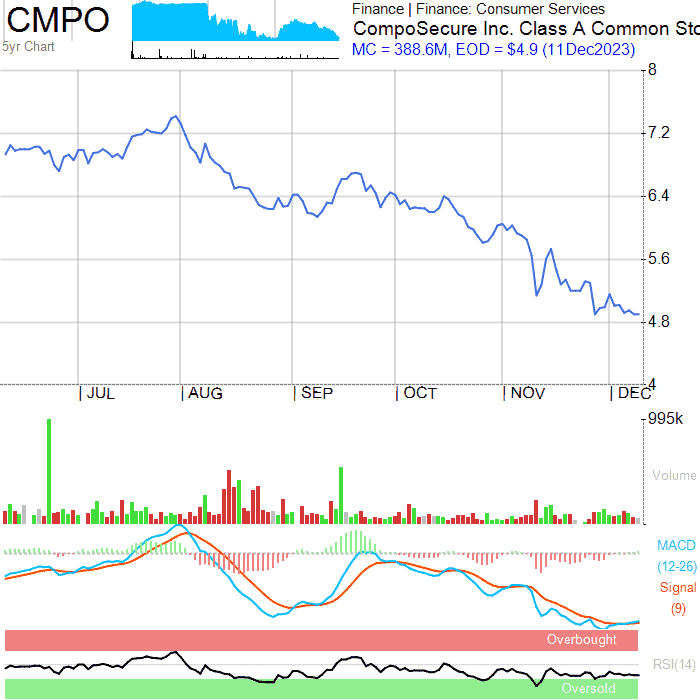 CMPO
5yr Chart
Finance | Finance: Consumer Services
CompoSecure Inc. Class A Common Sto
MC = 388.6M, EOD = $4.9 (11Dec2023)
8
7.2
6.4
5.6
4.8
4
JUL
AUG
SEP
OCT
NOV
DEC
995k
Volume
MACD
(12-26)
Signal
(9)
Overbought
RSI(14)
Oversold